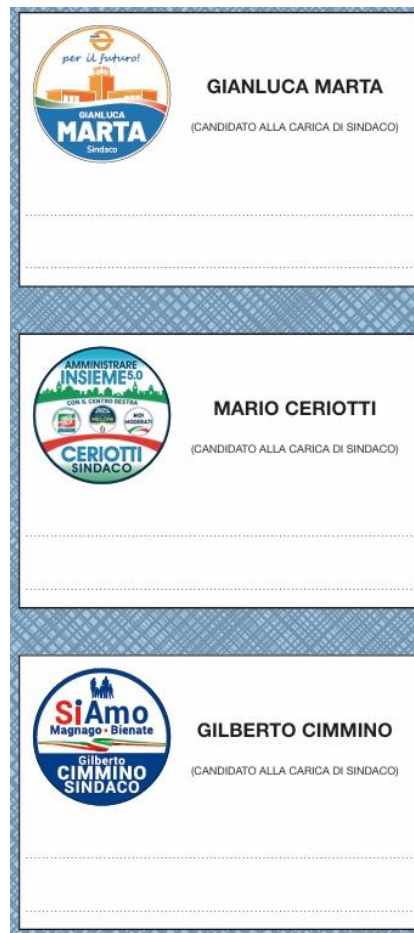 per il futuro!
GIANLUCA
MARTA
Sindaco
GIANLUCA MARTA
(CANDIDATO ALLA CARICA DI SINDACO)
AMMINISTRARE
INSIEME 5.0
CON IL CENTRO DESTRA
MELONI
NOI
MODERATI
CERIOTTI
SINDACO
MARIO CERIOTTI
(CANDIDATO ALLA CARICA DI SINDACO)
SiAmo
Magnago • Bienate
Gilberto
CIMMINO
SINDACO
GILBERTO CIMMINO
(CANDIDATO ALLA CARICA DI SINDACO)